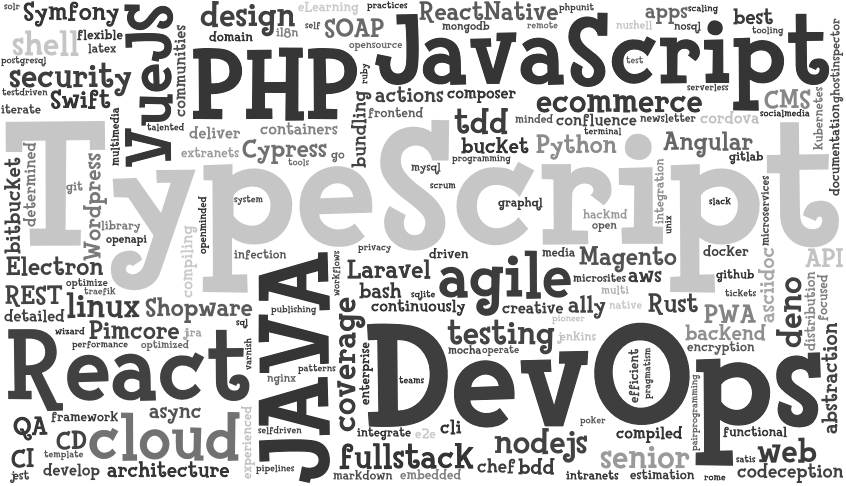 solr
Symfony
practices
eLearning
design
self
ReactNative
phpunit
apps
scaling
best
tooling
shell
flexible
latex
domain
i18n
SOAP
opensource
mongodb
remote
nushell
nosql
JavaScript
VueJS
communities
PHP
ruby
test
postgresql
security
testdriven
Swift
iterate
multimedia
talented
actions
composer
ecommerce
serverless
CMS
socialmedia
kubernetes
documentation
ghostinspector
bundling
frontend
deliver
containers
extranets
Cypress
tools
go
tdd
minded
confluence
newsletter
cordova
bucket
terminal
Python
Angular
gitlab
programming
mysql
scrum
TypeScript
bitbucket
determined
git
Wordpress
library
openapi
compiling
openminded
system
graphql
hackmd
open
integration
unix
slack
microservices
infection
privacy
driven
media
Magento
docker
API
Electron
optimize
traefik
workflows
Laravel
agile
microsites
aws
github
asciidoc
REST
linux
Shopware
publishing
bash
sqlite
continuously
creative
ally
multi
native
Rust
tickets
PWA
deno
distribution
focused
detailed
wizard
Pimcore
jra
sql
JAVA
coverage
pioneer
testing
jenkins
backend
encryption
performance
optimized
varnish
patterns
enterprise
mocha
operate
React
nginx
teams
DevOps
efficient
pragmatism
abstraction
framework
async
experienced
QA
CD
template
cloud
selfdriven
integrate
e2e
cli
poker
compiled
pairprogramming
functional
CI
jest
develop
architecture
pipelines
fullstack
markdown
embedded
chef
bdd
nodejs
senior
intranets
estimation
rome
satis
web
codeception